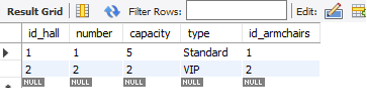 Result Grid Filter Rows: Edit:
id_hall number capacity type id_armchairs
1 1 5 Standard 1
2 2 2 VIP 2
NULL NULL NULL NULL NULL